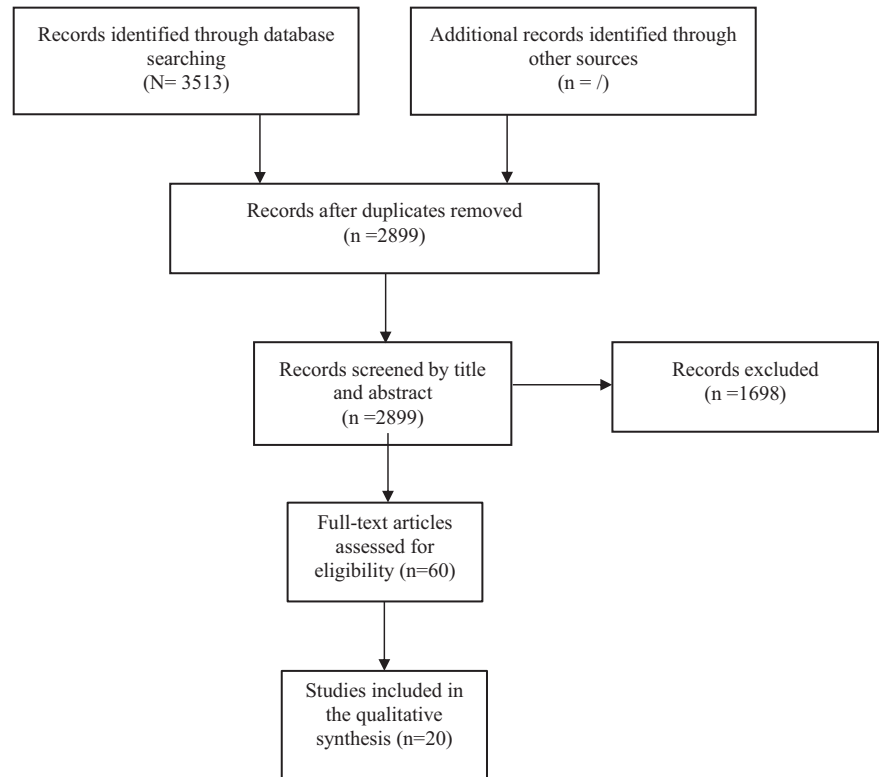 Records identified through database
searching
(N= 3513)
Additional records identified through
other sources
(n = /)
Records after duplicates removed
(n =2899)
Records screened by title
and abstract
(n =2899)
Records excluded
(n =1698)
Full-text articles
assessed for
eligibility (n=60)
Studies included in
the qualitative
synthesis (n=20)